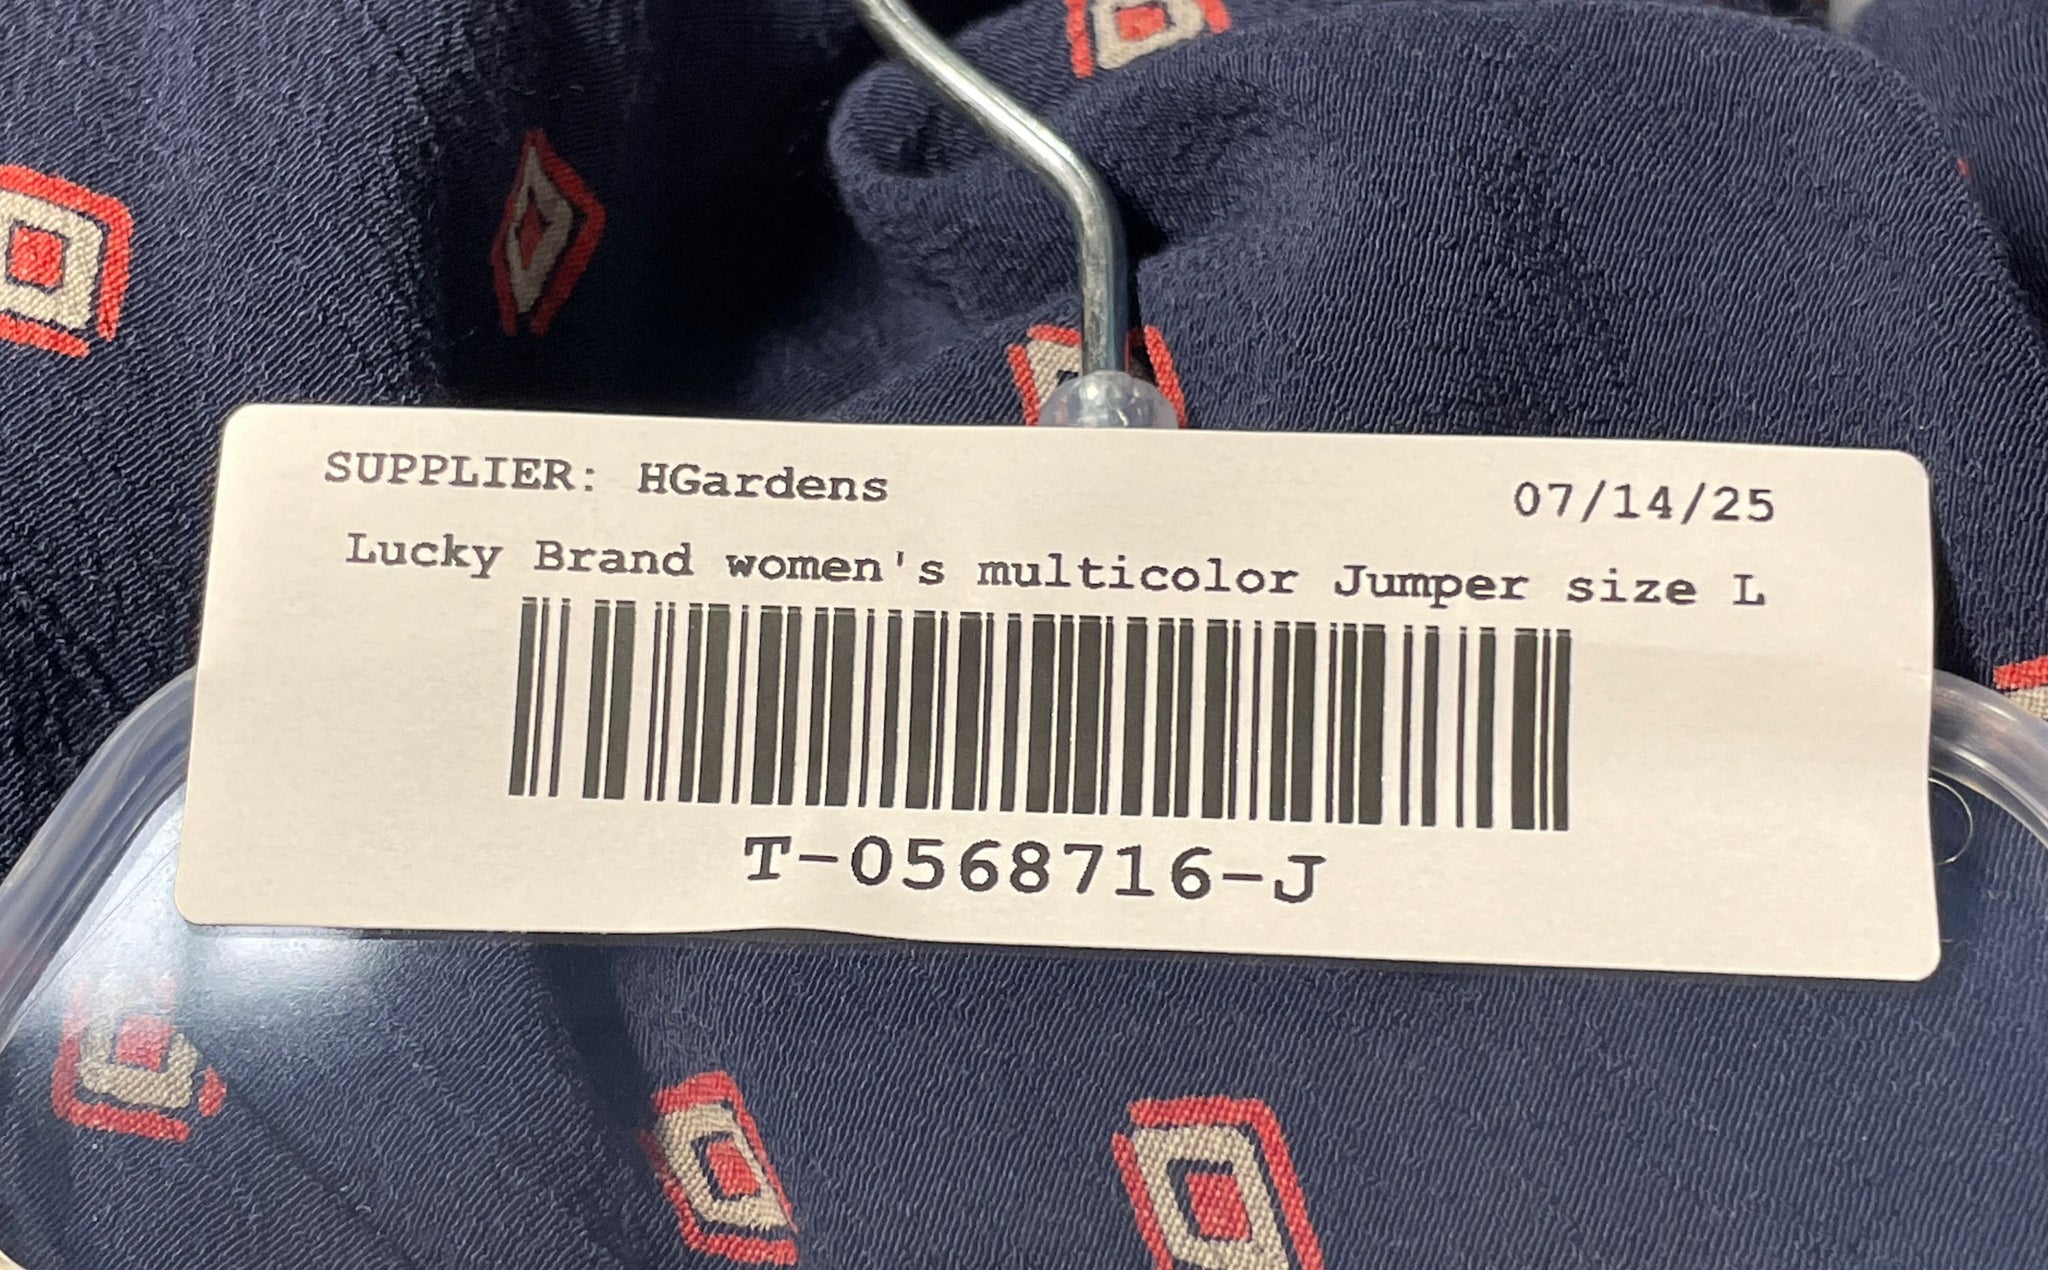 SUPPLIER: HGardens 07/14/25
Lucky Brand women's multicolor Jumper size L
T-0568716-J